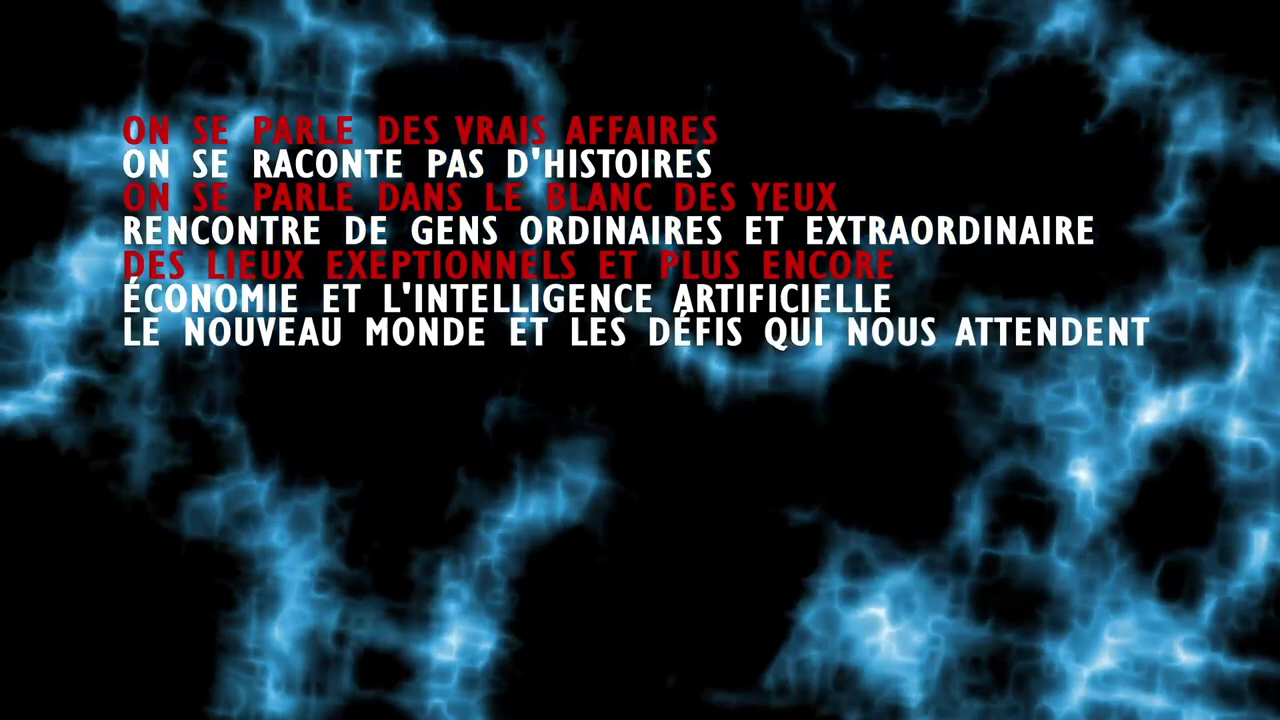 ON SE PARLE DES VRAIS AFFAIRES
ON SE RACONTE PAS D'HISTOIRES
ON SE PARLE DANS LE BLANC DES YEUX
RENCONTRE DE GENS ORDINAIRES ET EXTRAORDINAIRE
DES LIEUX EXEPTIONNELS ET PLUS ENCORE
ÉCONOMIE ET L'INTELLIGENCE ARTIFICIELLE
LE NOUVEAU MONDE ET LES DÉFIS QUI NOUS ATTENDENT